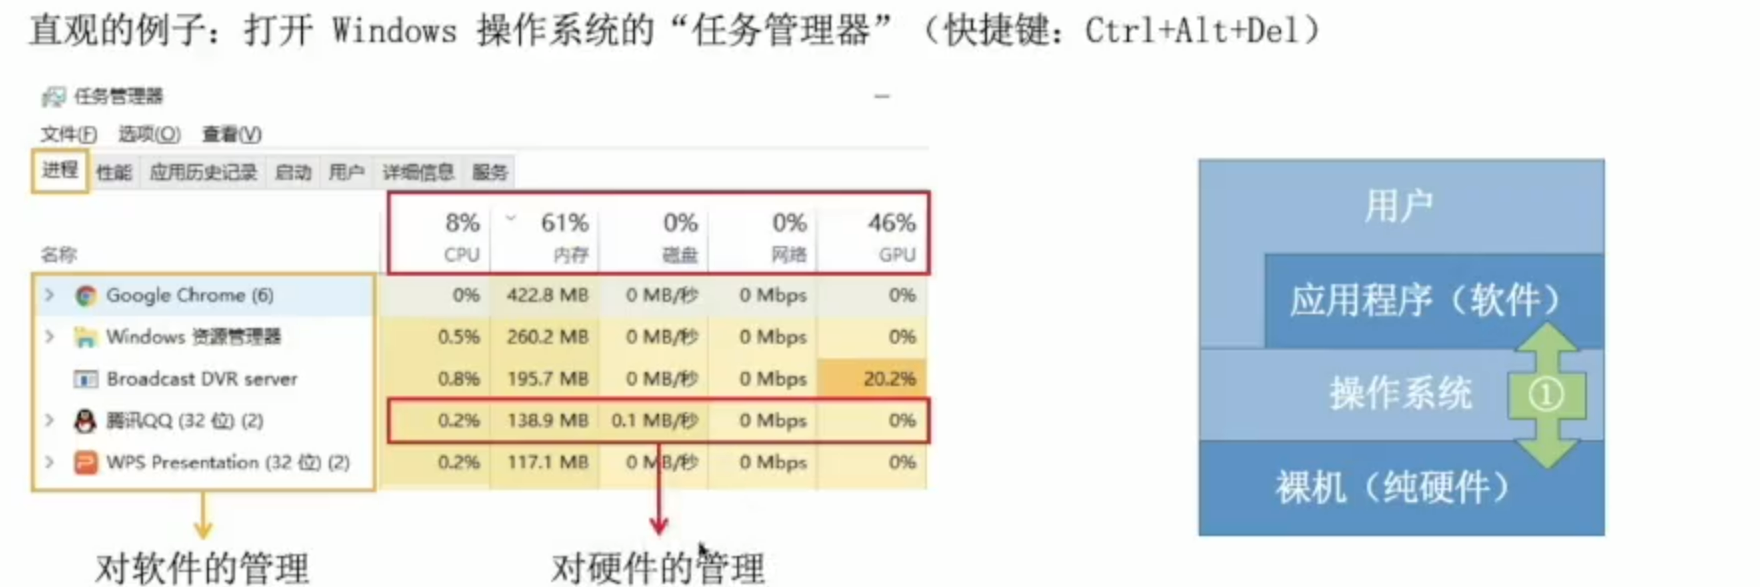 直观的例子：打开 Windows 操作系统的“任务管理器”（快捷键：Ctrl+Alt+Del）
任务管理器
文件(F) 选项(O) 查看(V)
进程 性能 应用历史记录 启动 用户 详细信息 服务
8% 61% 0% 0% 46%
名称 CPU 内存 磁盘 网络 GPU
Google Chrome (6) 0% 422.8 MB 0 MB/秒 0 Mbps 0%
Windows 资源管理器 0.5% 260.2 MB 0 MB/秒 0 Mbps 0%
Broadcast DVR server 0.8% 195.7 MB 0 MB/秒 0 Mbps 20.2%
腾讯QQ (32 位) (2) 0.2% 138.9 MB 0.1 MB/秒 0 Mbps 0%
WPS Presentation (32 位) (2) 0.2% 117.1 MB 0 MB/秒 0 Mbps 0%
对软件的管理
对硬件的管理
用户
应用程序（软件）
操作系统 ①
裸机（纯硬件）